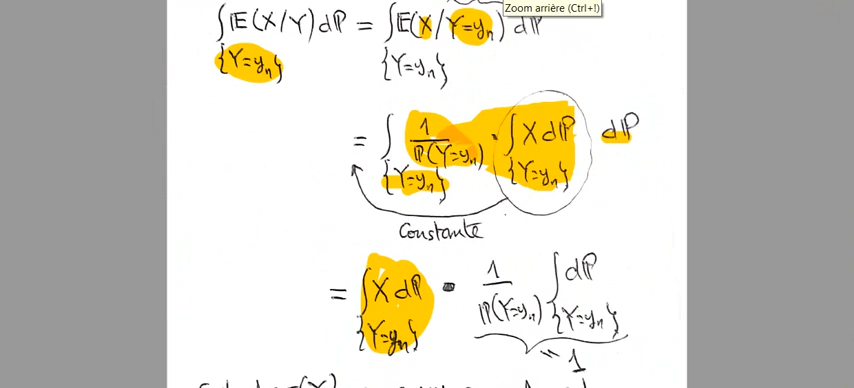 Zoom arrière (Ctrl+!)
∫ 𝔼(X/Y) dℙ = ∫ 𝔼(X/Y=yₙ) dℙ
{Y=yₙ} {Y=yₙ}
= ∫ 1/ℙ(Y=yₙ) · ∫ X dℙ dℙ
{Y=yₙ} {Y=yₙ}
Constante
= ∫ X dℙ · 1/ℙ(Y=yₙ) ∫ dℙ
{Y=yₙ} {Y=yₙ}
= 1